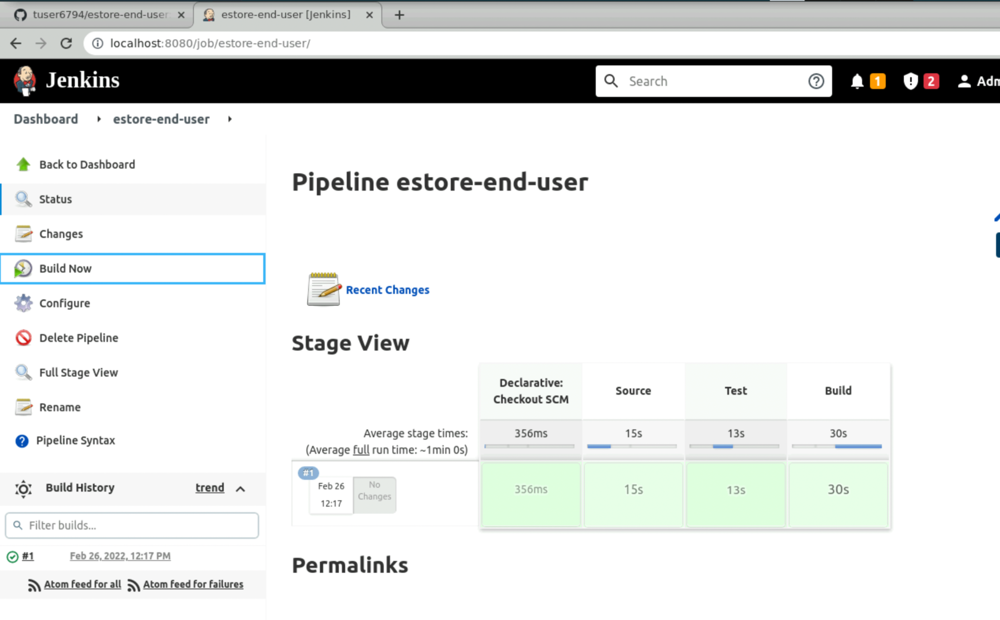 tuser6794/estore-end-user
estore-end-user [Jenkins]
localhost:8080/job/estore-end-user/
Jenkins
Search
1
2
Dashboard
estore-end-user
Back to Dashboard
Status
Changes
Build Now
Configure
Delete Pipeline
Full Stage View
Rename
Pipeline Syntax
Build History
trend
Filter builds...
#1
Feb 26, 2022, 12:17 PM
Atom feed for all
Atom feed for failures
Pipeline estore-end-user
Recent Changes
Stage View
Declarative:
Checkout SCM
Source
Test
Build
Average stage times:
(Average full run time: ~1min 0s)
356ms
15s
13s
30s
#1
Feb 26
12:17
No
Changes
356ms
15s
13s
30s
Permalinks